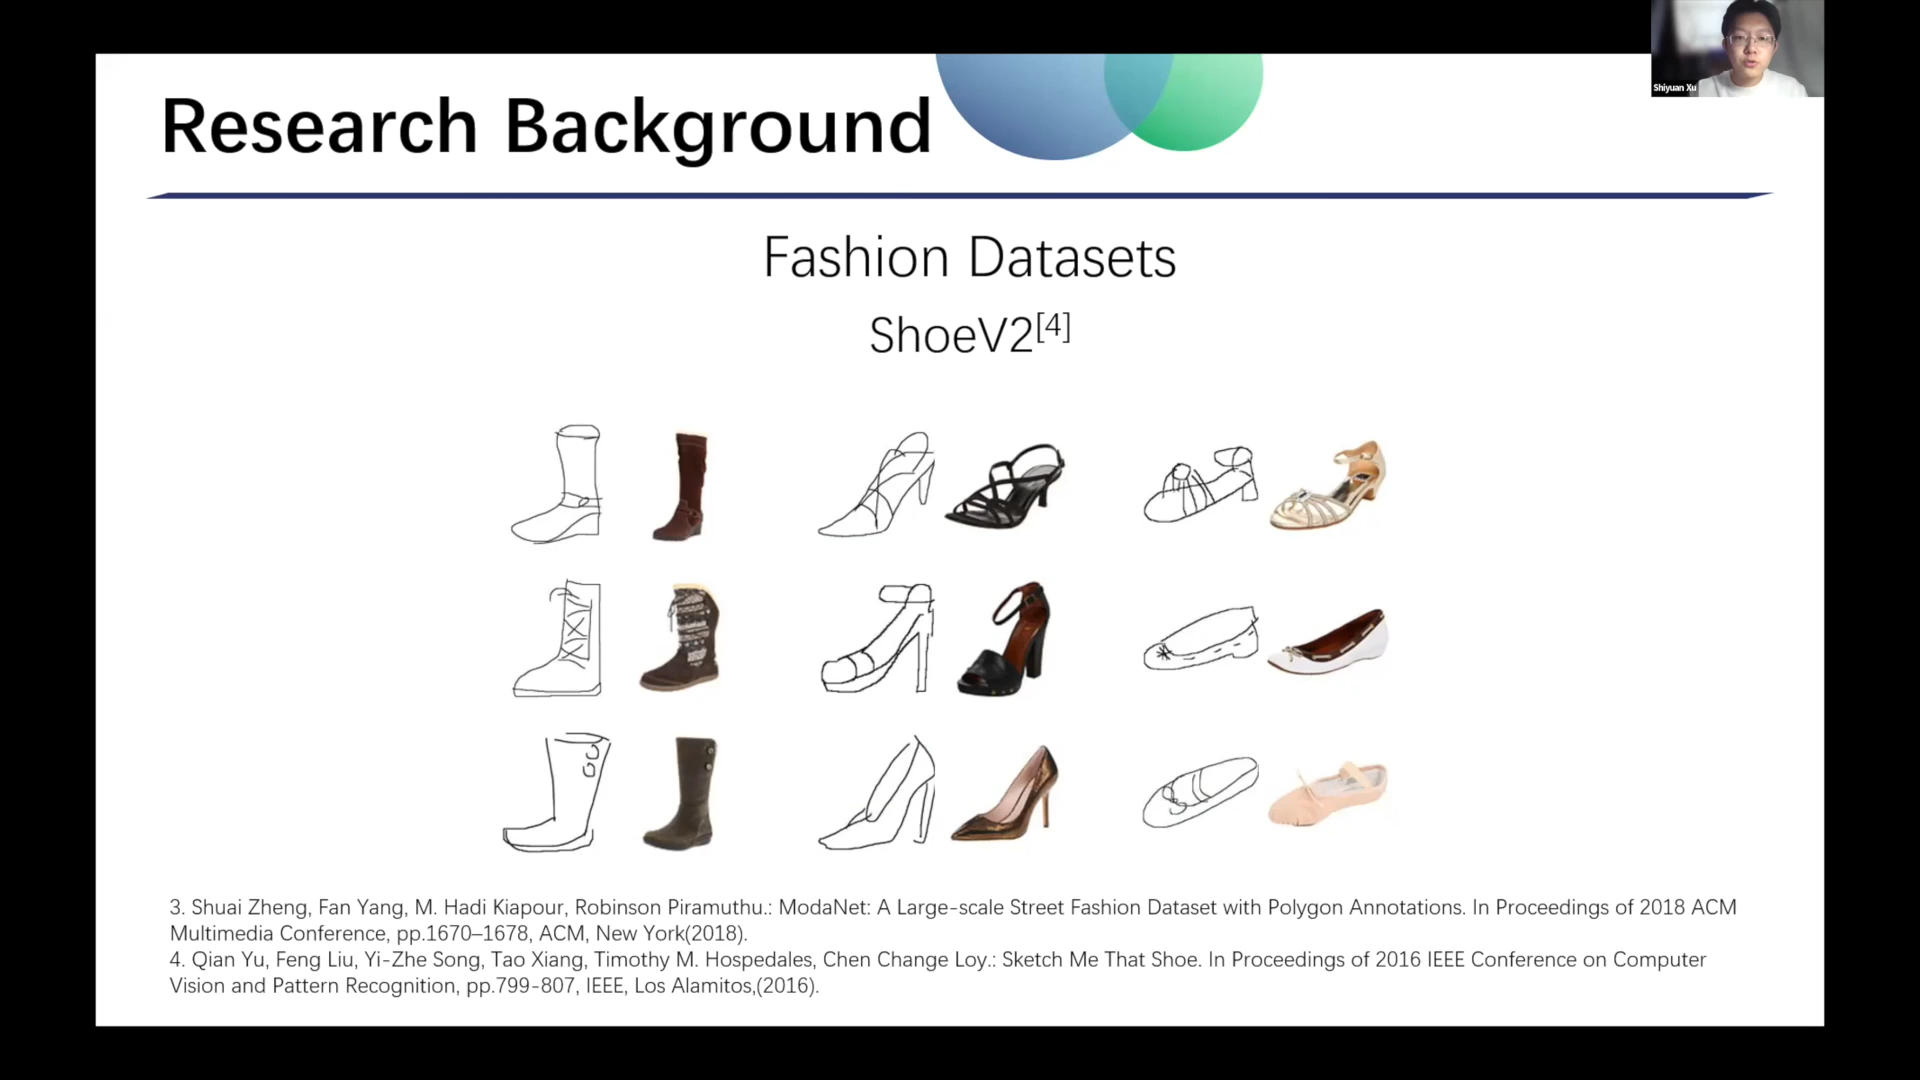 Shiyuan Xu
Research Background
Fashion Datasets
ShoeV2[4]
3. Shuai Zheng, Fan Yang, M. Hadi Kiapour, Robinson Piramuthu.: ModaNet: A Large-scale Street Fashion Dataset with Polygon Annotations. In Proceedings of 2018 ACM
Multimedia Conference, pp.1670–1678, ACM, New York(2018).
4. Qian Yu, Feng Liu, Yi-Zhe Song, Tao Xiang, Timothy M. Hospedales, Chen Change Loy.: Sketch Me That Shoe. In Proceedings of 2016 IEEE Conference on Computer
Vision and Pattern Recognition, pp.799-807, IEEE, Los Alamitos,(2016).